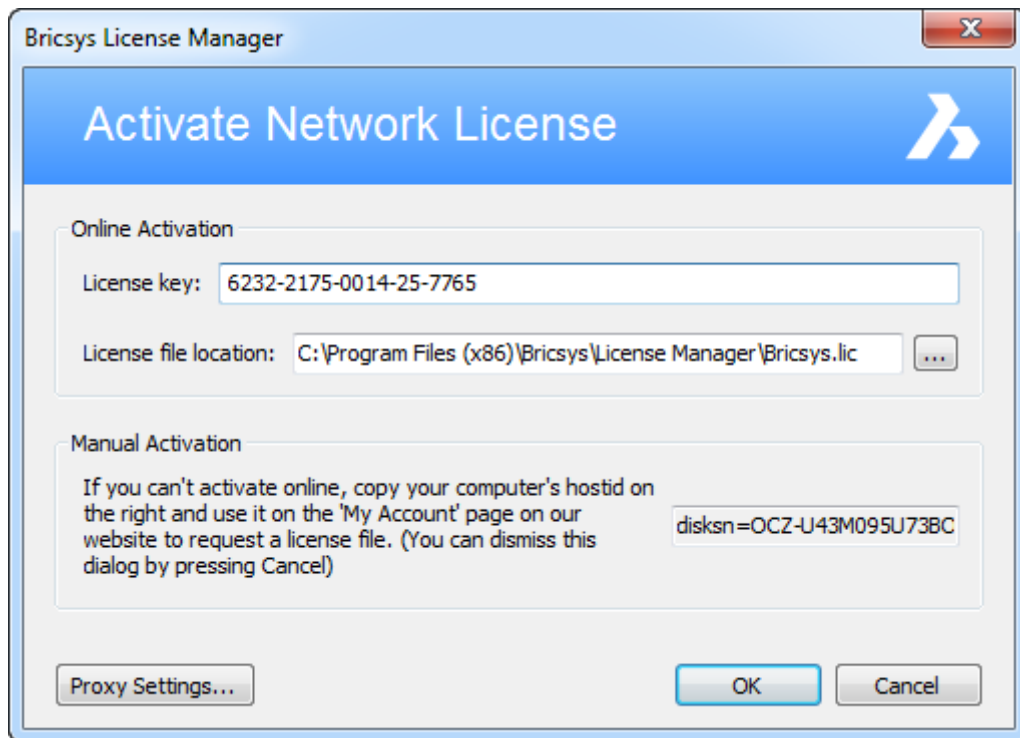 Bricsys License Manager
Activate Network License
Online Activation
License key: 6232-2175-0014-25-7765
License file location: C:\Program Files (x86)\Bricsys\License Manager\Bricsys.lic ...
Manual Activation
If you can't activate online, copy your computer's hostid on
the right and use it on the 'My Account' page on our
website to request a license file. (You can dismiss this
dialog by pressing Cancel)
disksn=OCZ-U43M095U73BC
Proxy Settings... OK Cancel